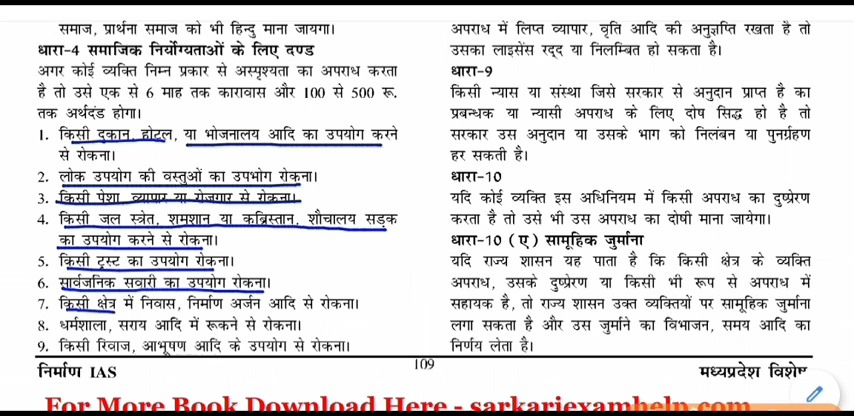 समाज, प्रार्थना समाज को भी हिन्दु माना जायगा।
धारा-4 समाजिक निर्योग्यताओं के लिए दण्ड
अगर कोई व्यक्ति निम्न प्रकार से अस्पृश्यता का अपराध करता
है तो उसे एक से 6 माह तक कारावास और 100 से 500 रू.
तक अर्थदंड होगा।
1. किसी दुकान, होटल, या भोजनालय आदि का उपयोग करने
से रोकना।
2. लोक उपयोग की वस्तुओं का उपभोग रोकना।
3. किसी पेशा, व्यापार या रोजगार से रोकना।
4. किसी जल स्त्रेत, शमशान या कब्रिस्तान, शौचालय सड़क
का उपयोग करने से रोकना।
5. किसी ट्रस्ट का उपयोग रोकना।
6. सार्वजनिक सवारी का उपयोग रोकना।
7. किसी क्षेत्र में निवास, निर्माण अर्जन आदि से रोकना।
8. धर्मशाला, सराय आदि में रूकने से रोकना।
9. किसी रिवाज, आभूषण आदि के उपयोग से रोकना।
अपराध में लिप्त व्यापार, वृति आदि की अनुज्ञप्ति रखता है तो
उसका लाइसेंस रद्द या निलम्बित हो सकता है।
धारा-9
किसी न्यास या संस्था जिसे सरकार से अनुदान प्राप्त है का
प्रबन्धक या न्यासी अपराध के लिए दोष सिद्ध हो है तो
सरकार उस अनुदान या उसके भाग को निलंबन या पुनर्ग्रहण
हर सकती है।
धारा-10
यदि कोई व्यक्ति इस अधिनियम में किसी अपराध का दुष्प्रेरण
करता है तो उसे भी उस अपराध का दोषी माना जायेगा।
धारा-10 (ए) सामूहिक जुर्माना
यदि राज्य शासन यह पाता है कि किसी क्षेत्र के व्यक्ति
अपराध, उसके दुष्प्रेरण या किसी भी रूप से अपराध में
सहायक है, तो राज्य शासन उक्त व्यक्तियों पर सामूहिक जुर्माना
लगा सकता है और उस जुर्माने का विभाजन, समय आदि का
निर्णय लेता है।
निर्माण IAS
109
मध्यप्रदेश विशेष
For More Book Download Here - sarkariexamhelp.com